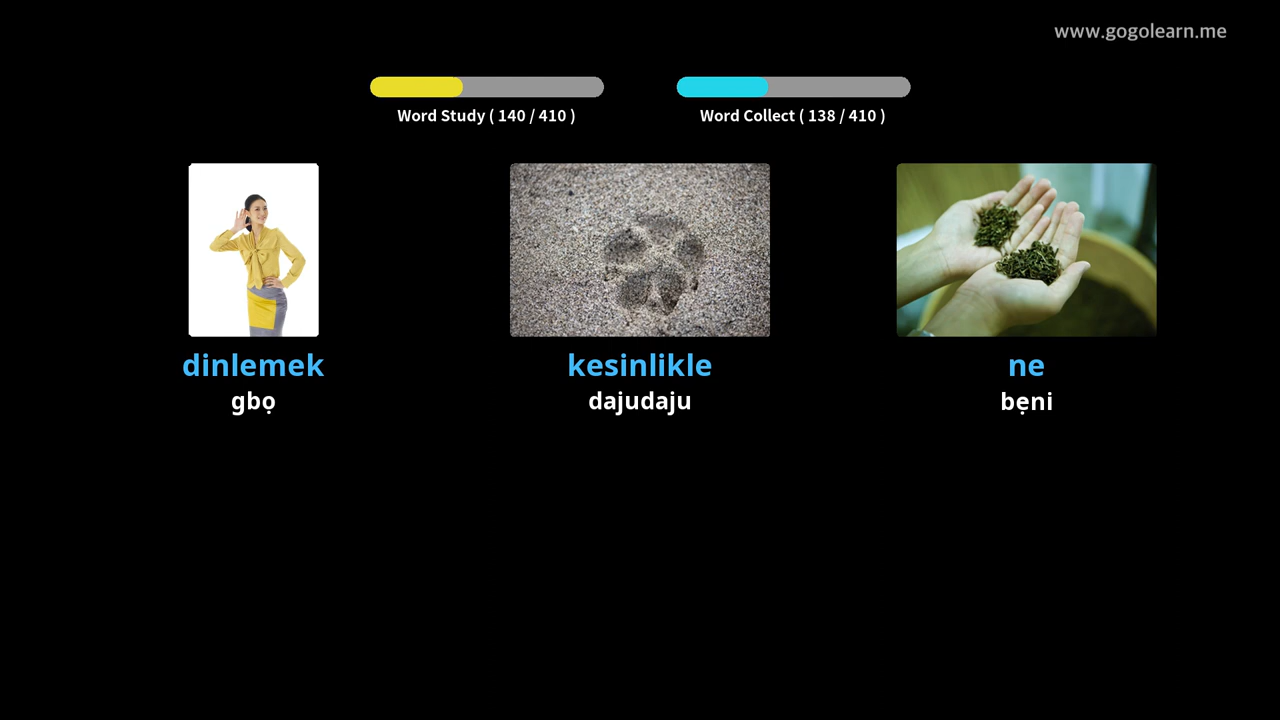 www.gogolearn.me
Word Study ( 140 / 410 )
Word Collect ( 138 / 410 )
dinlemek
gbọ
kesinlikle
dajudaju
ne
bẹni